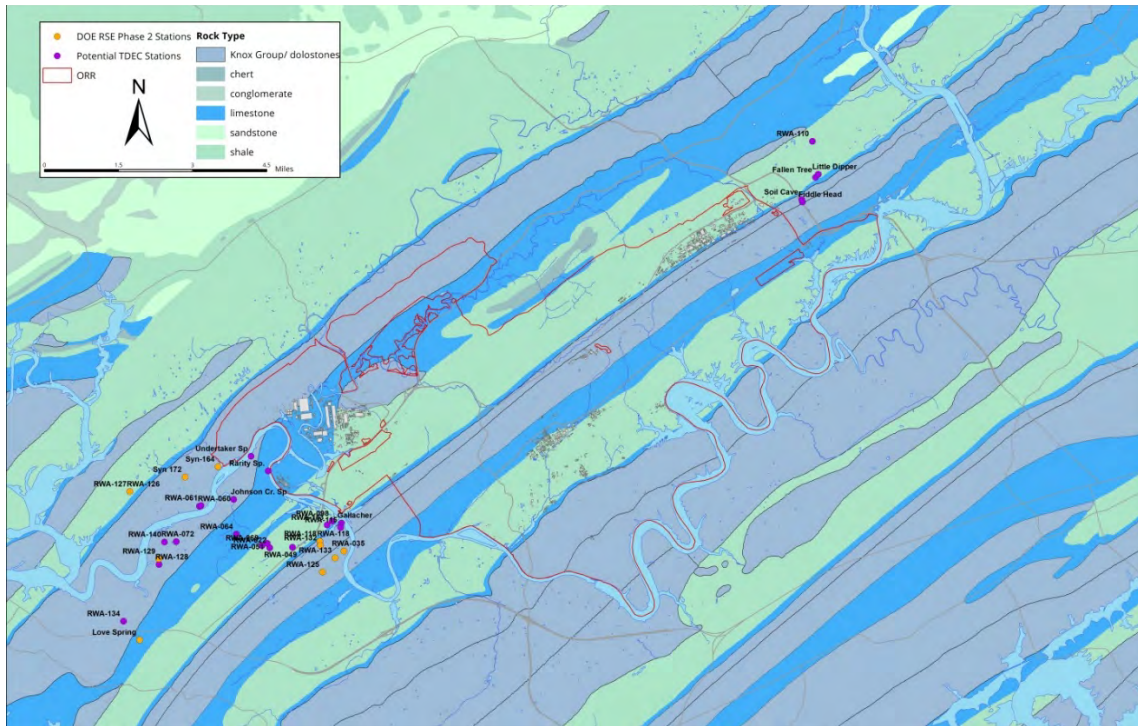 DOE RSE Phase 2 Stations
Potential TDEC Stations
ORR
N
0 1.5 4.5
Miles
Rock Type
Knox Group/ dolostones
chert
conglomerate
limestone
sandstone
shale
RWA-110
Little Dipper
Fallen Tree
Soil Cave
Fiddle Head
Undertaker Sp
Syn-164
Rarity Sp.
Syn 172
RWA-127
RWA-126
RWA-061
RWA-060
Johnson Cr. Sp
RWA-064
Gallacher
RWA-118
RWA-140
RWA-072
RWA-049
RWA-133
RWA-035
RWA-129
RWA-128
RWA-125
RWA-134
Love Spring